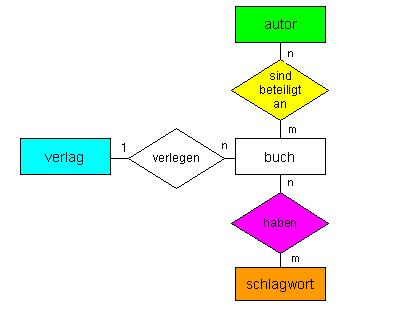 autor
n
sind
beteiligt
an
m
verlag
1
verlegen
n
buch
n
haben
m
schlagwort